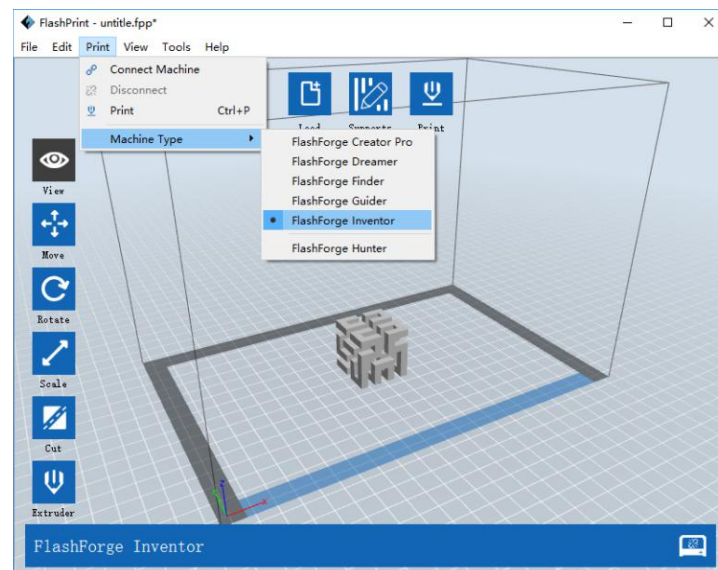 FlashPrint - untitle.fpp*
File Edit Print View Tools Help
Connect Machine
Disconnect
Print Ctrl+P
Machine Type
Load Supports Print
FlashForge Creator Pro
FlashForge Dreamer
FlashForge Finder
FlashForge Guider
FlashForge Inventor
FlashForge Hunter
View
Move
Rotate
Scale
Cut
Extruder
FlashForge Inventor